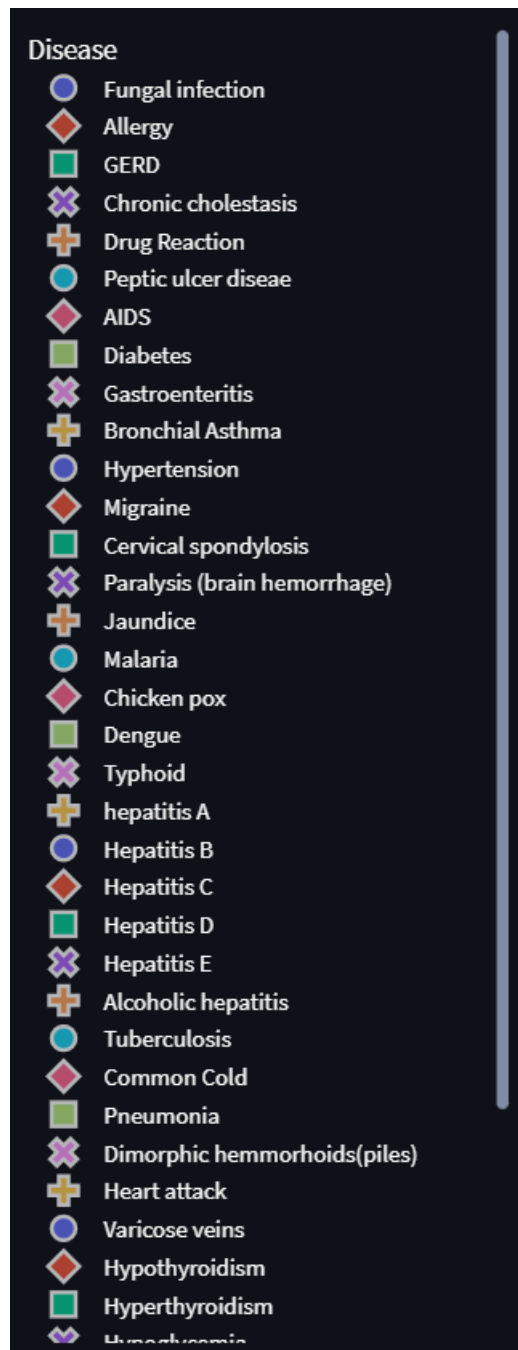 Disease
Fungal infection
Allergy
GERD
Chronic cholestasis
Drug Reaction
Peptic ulcer diseae
AIDS
Diabetes
Gastroenteritis
Bronchial Asthma
Hypertension
Migraine
Cervical spondylosis
Paralysis (brain hemorrhage)
Jaundice
Malaria
Chicken pox
Dengue
Typhoid
hepatitis A
Hepatitis B
Hepatitis C
Hepatitis D
Hepatitis E
Alcoholic hepatitis
Tuberculosis
Common Cold
Pneumonia
Dimorphic hemmorhoids(piles)
Heart attack
Varicose veins
Hypothyroidism
Hyperthyroidism
Hypoglycemia